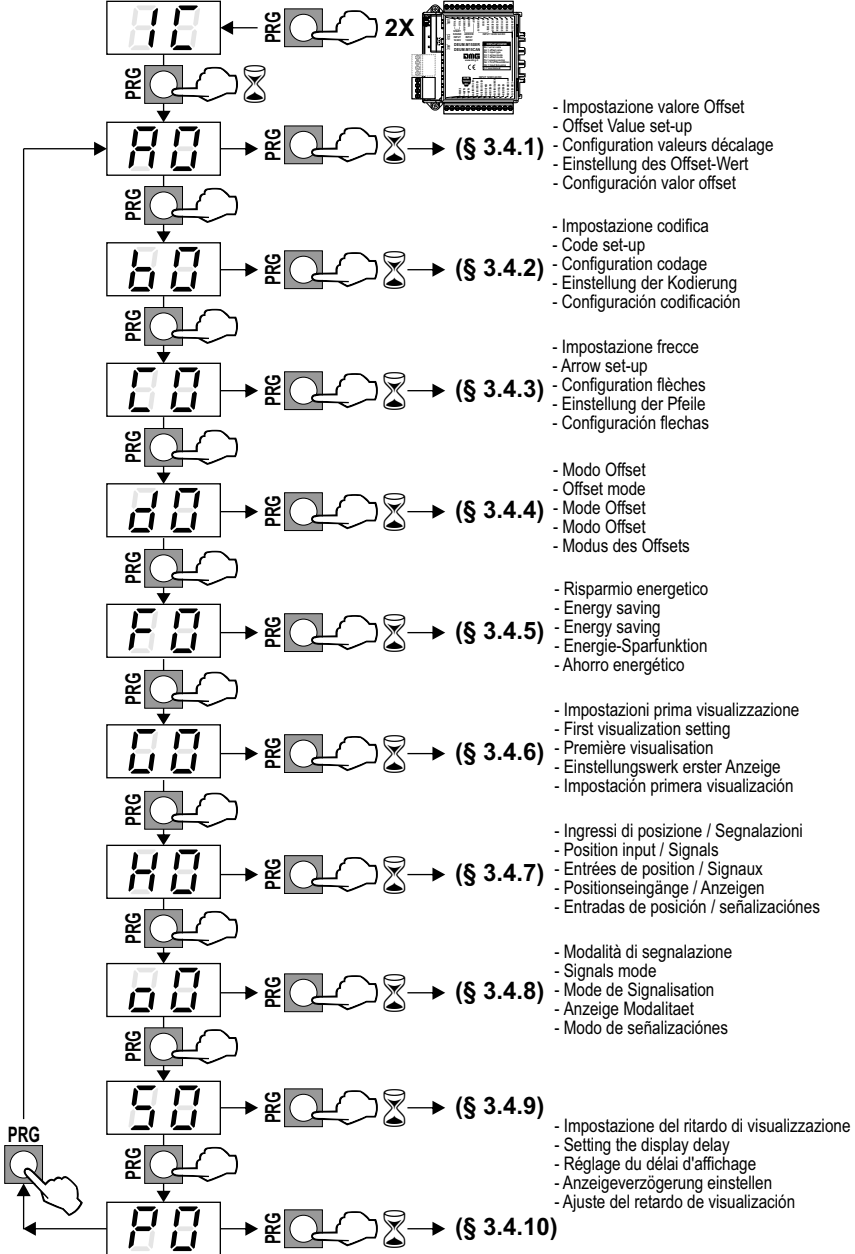 1C
PRG
2X
PRG
A0
PRG
(§ 3.4.1)
- Impostazione valore Offset
- Offset Value set-up
- Configuration valeurs décalage
- Einstellung des Offset-Wert
- Configuración valor offset
PRG
b0
PRG
(§ 3.4.2)
- Impostazione codifica
- Code set-up
- Configuration codage
- Einstellung der Kodierung
- Configuración codificación
PRG
C0
PRG
(§ 3.4.3)
- Impostazione frecce
- Arrow set-up
- Configuration flèches
- Einstellung der Pfeile
- Configuración flechas
PRG
d0
PRG
(§ 3.4.4)
- Modo Offset
- Offset mode
- Mode Offset
- Modo Offset
- Modus des Offsets
PRG
F0
PRG
(§ 3.4.5)
- Risparmio energetico
- Energy saving
- Energy saving
- Energie-Sparfunktion
- Ahorro energético
PRG
G0
PRG
(§ 3.4.6)
- Impostazioni prima visualizzazione
- First visualization setting
- Première visualisation
- Einstellungswerk erster Anzeige
- Impostación primera visualización
PRG
H0
PRG
(§ 3.4.7)
- Ingressi di posizione / Segnalazioni
- Position input / Signals
- Entrées de position / Signaux
- Positionseingänge / Anzeigen
- Entradas de posición / señalizaciónes
PRG
o0
PRG
(§ 3.4.8)
- Modalità di segnalazione
- Signals mode
- Mode de Signalisation
- Anzeige Modalitaet
- Modo de señalizaciónes
PRG
S0
PRG
(§ 3.4.9)
PRG
PRG
P0
PRG
(§ 3.4.10)
- Impostazione del ritardo di visualizzazione
- Setting the display delay
- Réglage du délai d'affichage
- Anzeigeverzögerung einstellen
- Ajuste del retardo de visualización